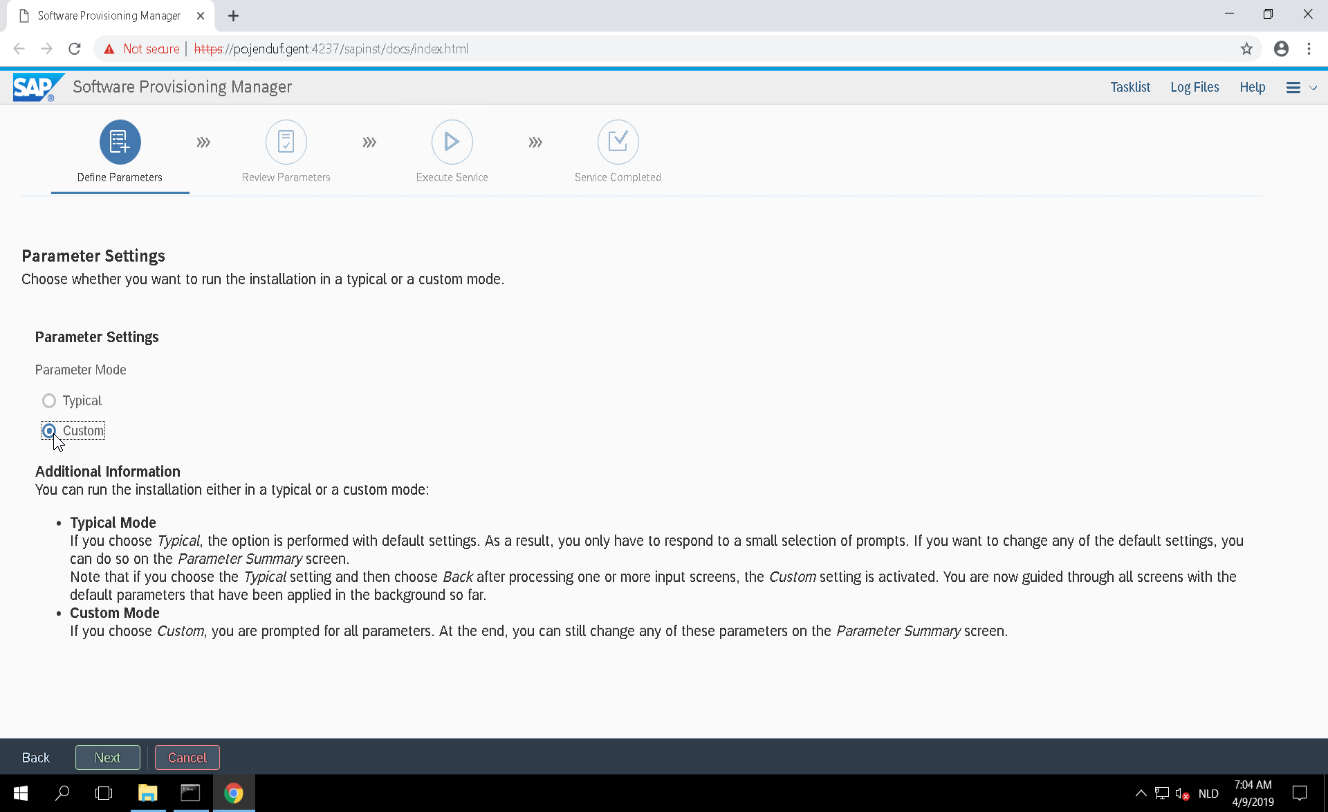 Software Provisioning Manager
Not secure | https://pojenduf.gent:4237/sapinst/docs/index.html
SAP Software Provisioning Manager Tasklist Log Files Help
Define Parameters Review Parameters Execute Service Service Completed
Parameter Settings
Choose whether you want to run the installation in a typical or a custom mode.
Parameter Settings
Parameter Mode
Typical
Custom
Additional Information
You can run the installation either in a typical or a custom mode:
• Typical Mode
If you choose Typical, the option is performed with default settings. As a result, you only have to respond to a small selection of prompts. If you want to change any of the default settings, you
can do so on the Parameter Summary screen.
Note that if you choose the Typical setting and then choose Back after processing one or more input screens, the Custom setting is activated. You are now guided through all screens with the
default parameters that have been applied in the background so far.
• Custom Mode
If you choose Custom, you are prompted for all parameters. At the end, you can still change any of these parameters on the Parameter Summary screen.
Back Next Cancel
NLD
7:04 AM
4/9/2019